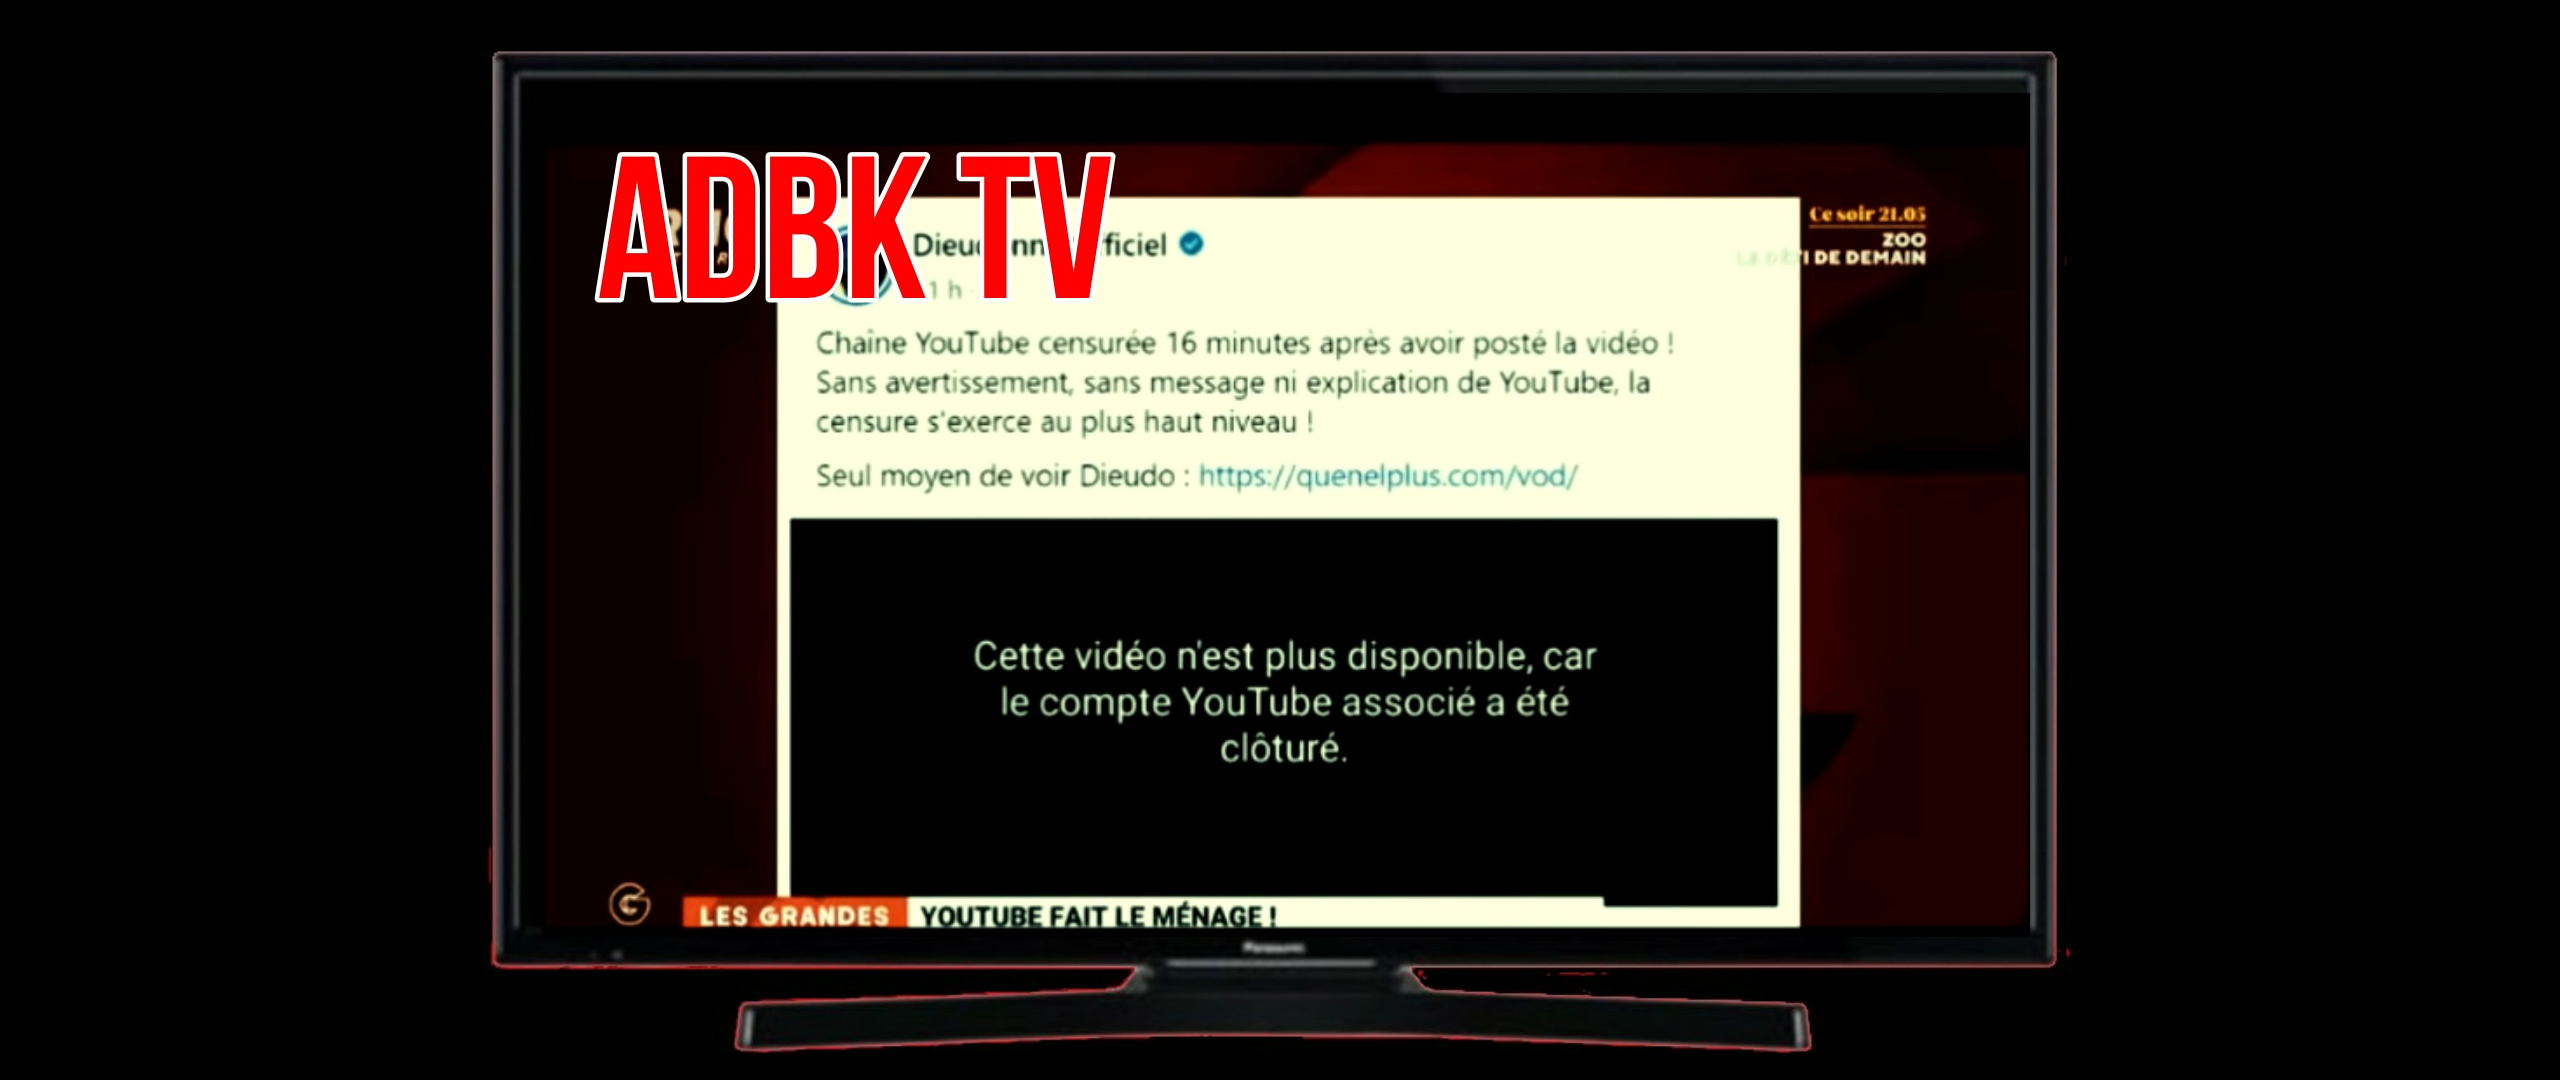 ADBK TV
Ce soir 21.05
ZOO
I DE DEMAIN
1 h
Chaîne YouTube censurée 16 minutes après avoir posté la vidéo !
Sans avertissement, sans message ni explication de YouTube, la
censure s'exerce au plus haut niveau !
Seul moyen de voir Dieudo : https://quenelplus.com/vod/
Cette vidéo n'est plus disponible, car
le compte YouTube associé a été
clôturé.
LES GRANDES
YOUTUBE FAIT LE MÉNAGE !
Panasonic